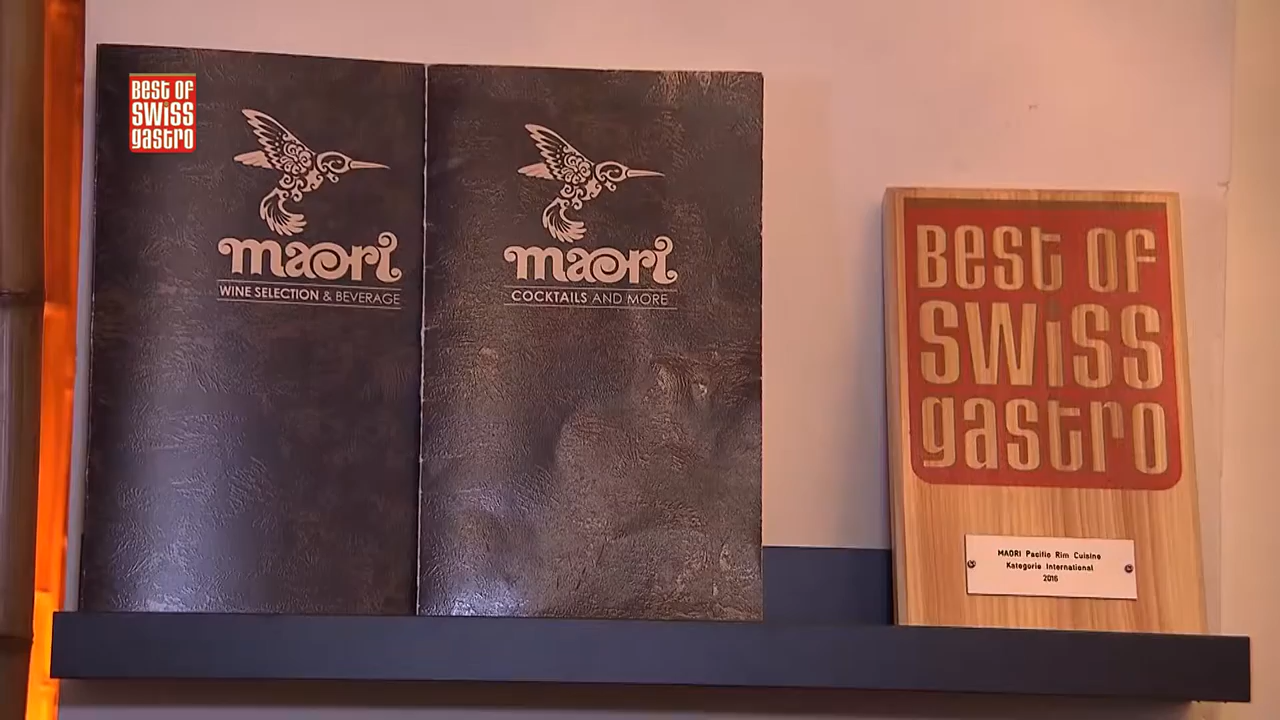 BEST OF
SWiSS
gastro
maori
WINE SELECTION & BEVERAGE
maori
COCKTAILS AND MORE
BEST OF
SWiSS
gastro
MAORI Pacific Rim Cuisine
Kategorie International
2016